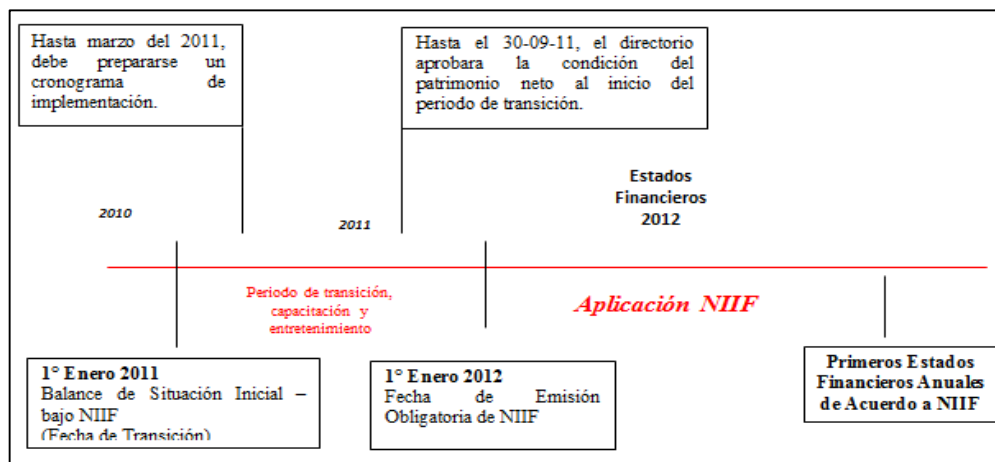 Hasta marzo del 2011,
debe prepararse un
cronograma de
implementación.
Hasta el 30-09-11, el directorio
aprobara la condición del
patrimonio neto al inicio del
periodo de transición.
Estados
Financieros
2012
2010
2011
Periodo de transición,
capacitación y
entretenimiento
Aplicación NIIF
1° Enero 2011
Balance de Situación Inicial –
bajo NIIF
(Fecha de Transición)
1° Enero 2012
Fecha de Emisión
Obligatoria de NIIF
Primeros Estados
Financieros Anuales
de Acuerdo a NIIF